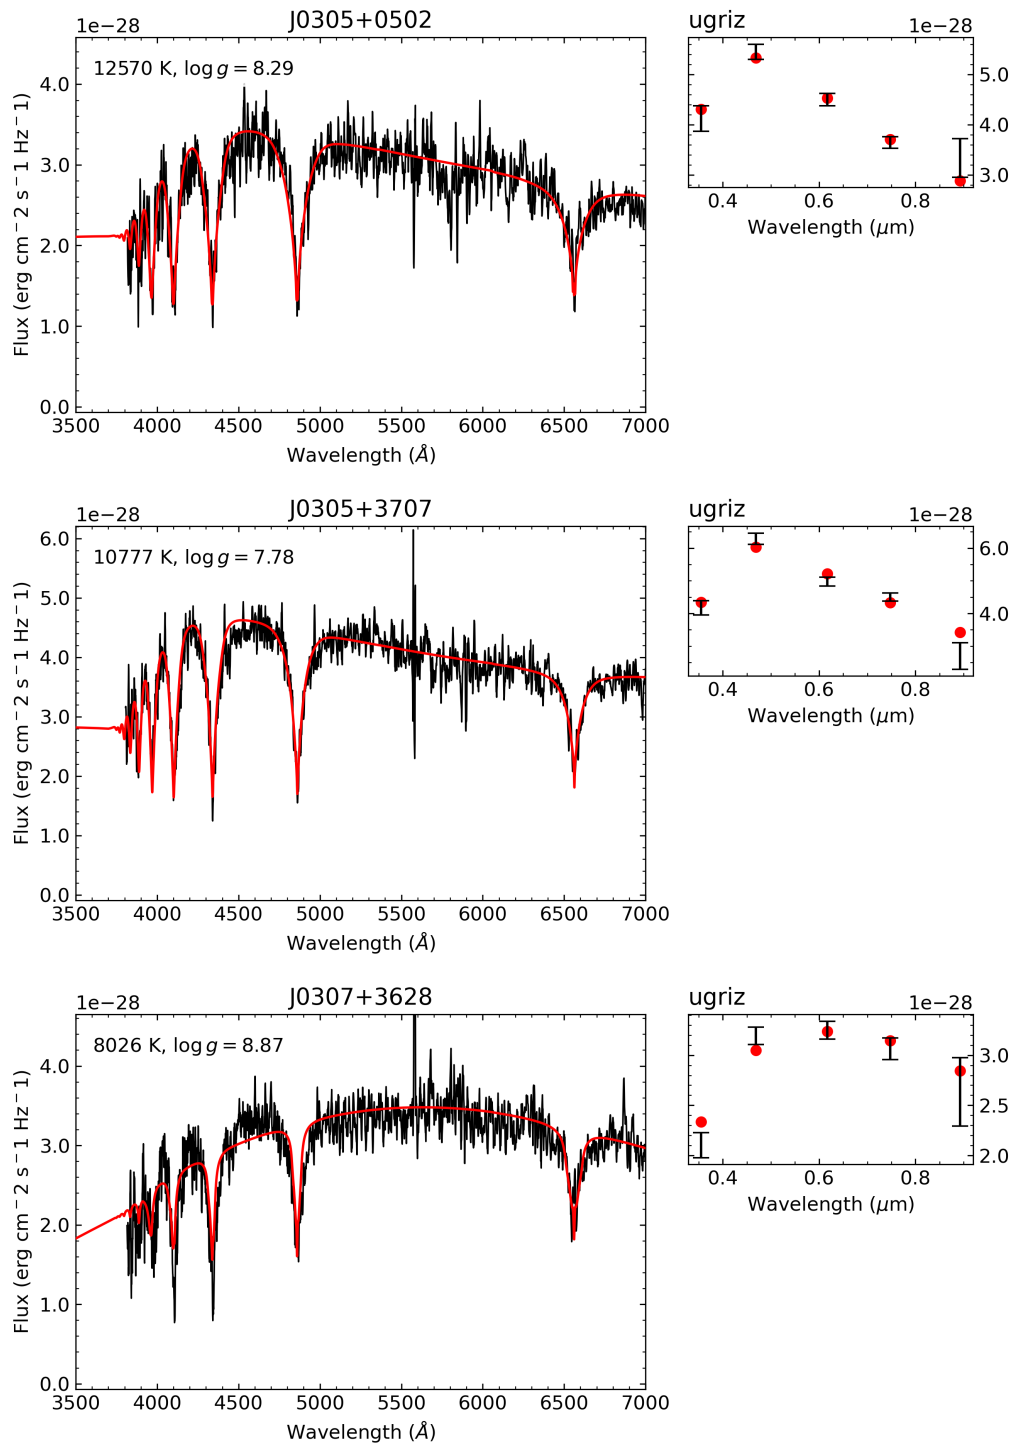 J0305+0502
1e−28
12570 K, log g = 8.29
Flux (erg cm−2 s−1 Hz−1)
4.0
3.0
2.0
1.0
0.0
3500 4000 4500 5000 5500 6000 6500 7000
Wavelength (Å)
ugriz
1e−28
5.0
4.0
3.0
0.4 0.6 0.8
Wavelength (μm)
J0305+3707
1e−28
10777 K, log g = 7.78
Flux (erg cm−2 s−1 Hz−1)
6.0
5.0
4.0
3.0
2.0
1.0
0.0
3500 4000 4500 5000 5500 6000 6500 7000
Wavelength (Å)
ugriz
1e−28
6.0
4.0
0.4 0.6 0.8
Wavelength (μm)
J0307+3628
1e−28
8026 K, log g = 8.87
Flux (erg cm−2 s−1 Hz−1)
4.0
3.0
2.0
1.0
0.0
3500 4000 4500 5000 5500 6000 6500 7000
Wavelength (Å)
ugriz
1e−28
3.0
2.5
2.0
0.4 0.6 0.8
Wavelength (μm)